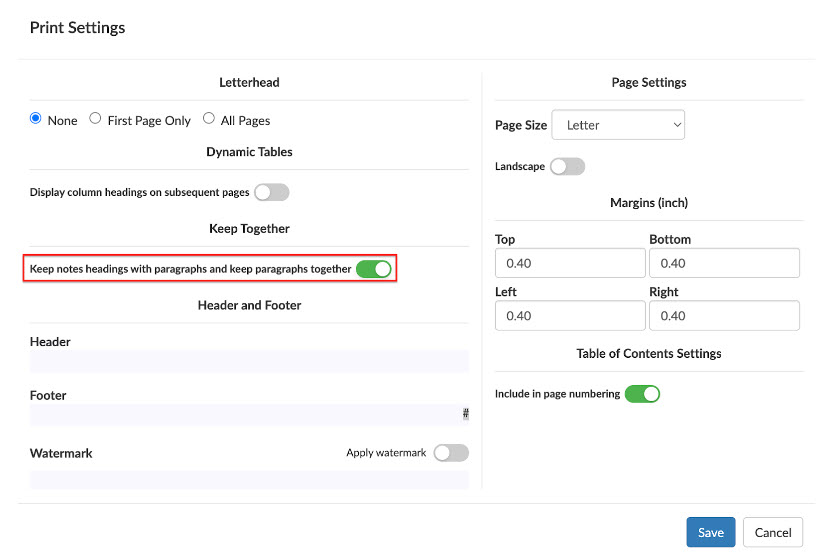 Print Settings
Letterhead
None First Page Only All Pages
Dynamic Tables
Display column headings on subsequent pages
Keep Together
Keep notes headings with paragraphs and keep paragraphs together
Header and Footer
Header
Footer
#
Watermark Apply watermark
Page Settings
Page Size Letter
Landscape
Margins (inch)
Top Bottom
0.40 0.40
Left Right
0.40 0.40
Table of Contents Settings
Include in page numbering
Save Cancel